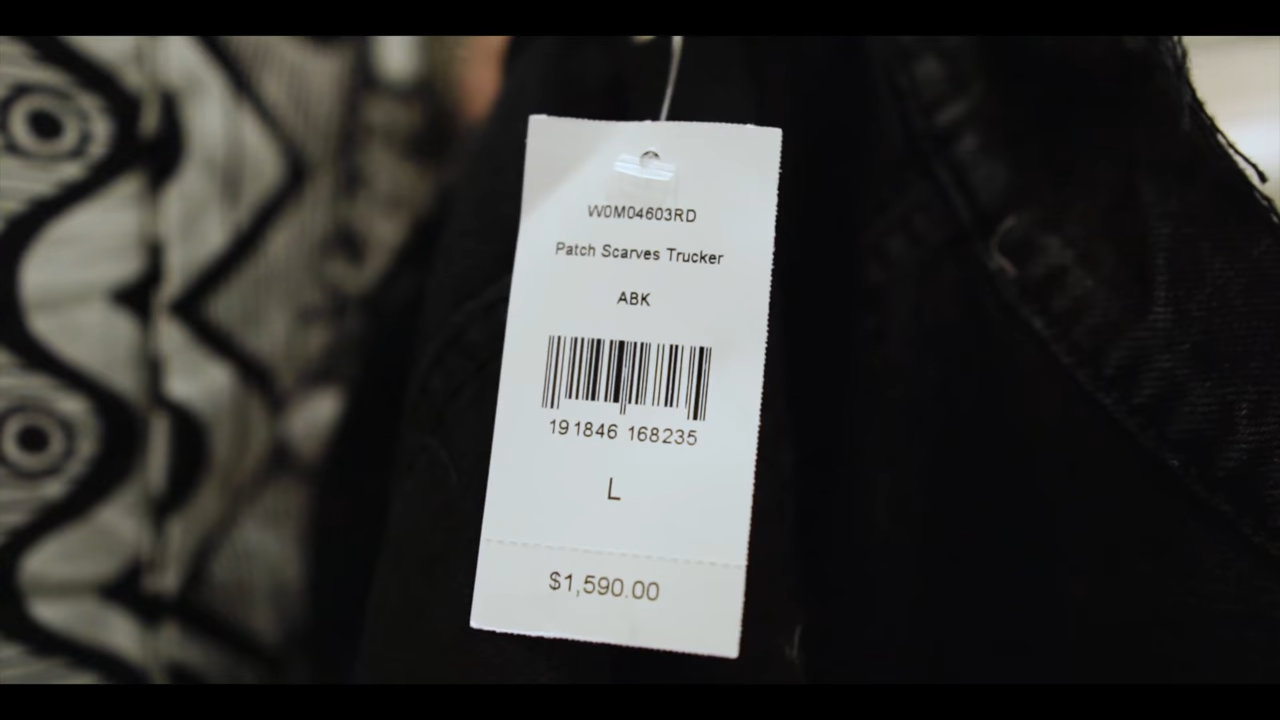 W0M04603RD
Patch Scarves Trucker
ABK
191846 168235
L
$1,590.00